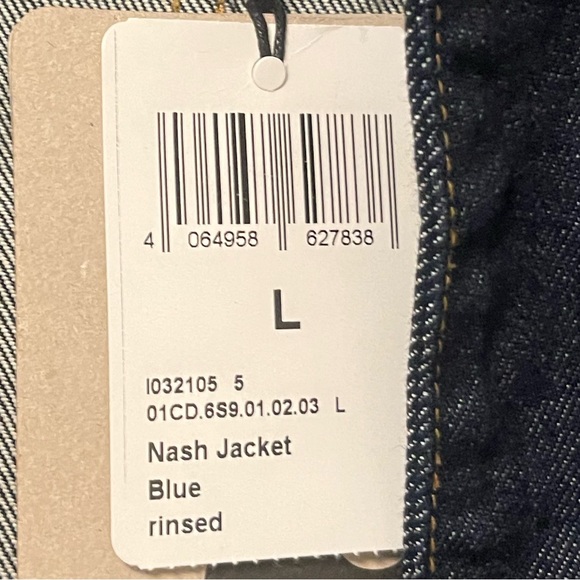 4 064958 627838
L
I032105 5
01CD.6S9.01.02.03 L
Nash Jacket
Blue
rinsed